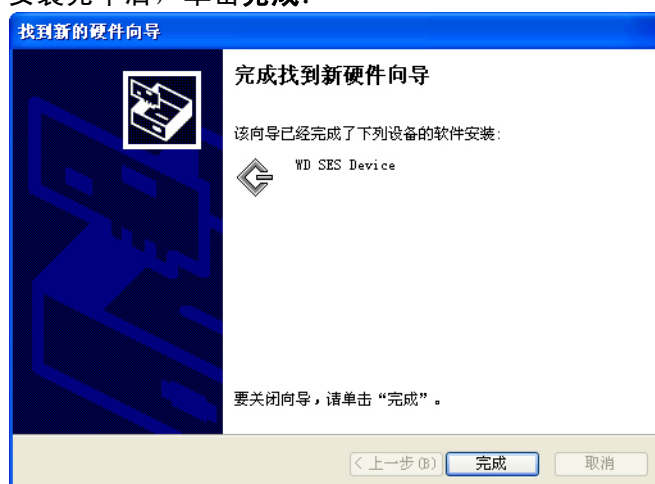 安装完毕后，单击完成:
找到新的硬件向导
完成找到新硬件向导
该向导已经完成了下列设备的软件安装:
WD SES Device
要关闭向导，请单击“完成”。
< 上一步(B)
完成
取消